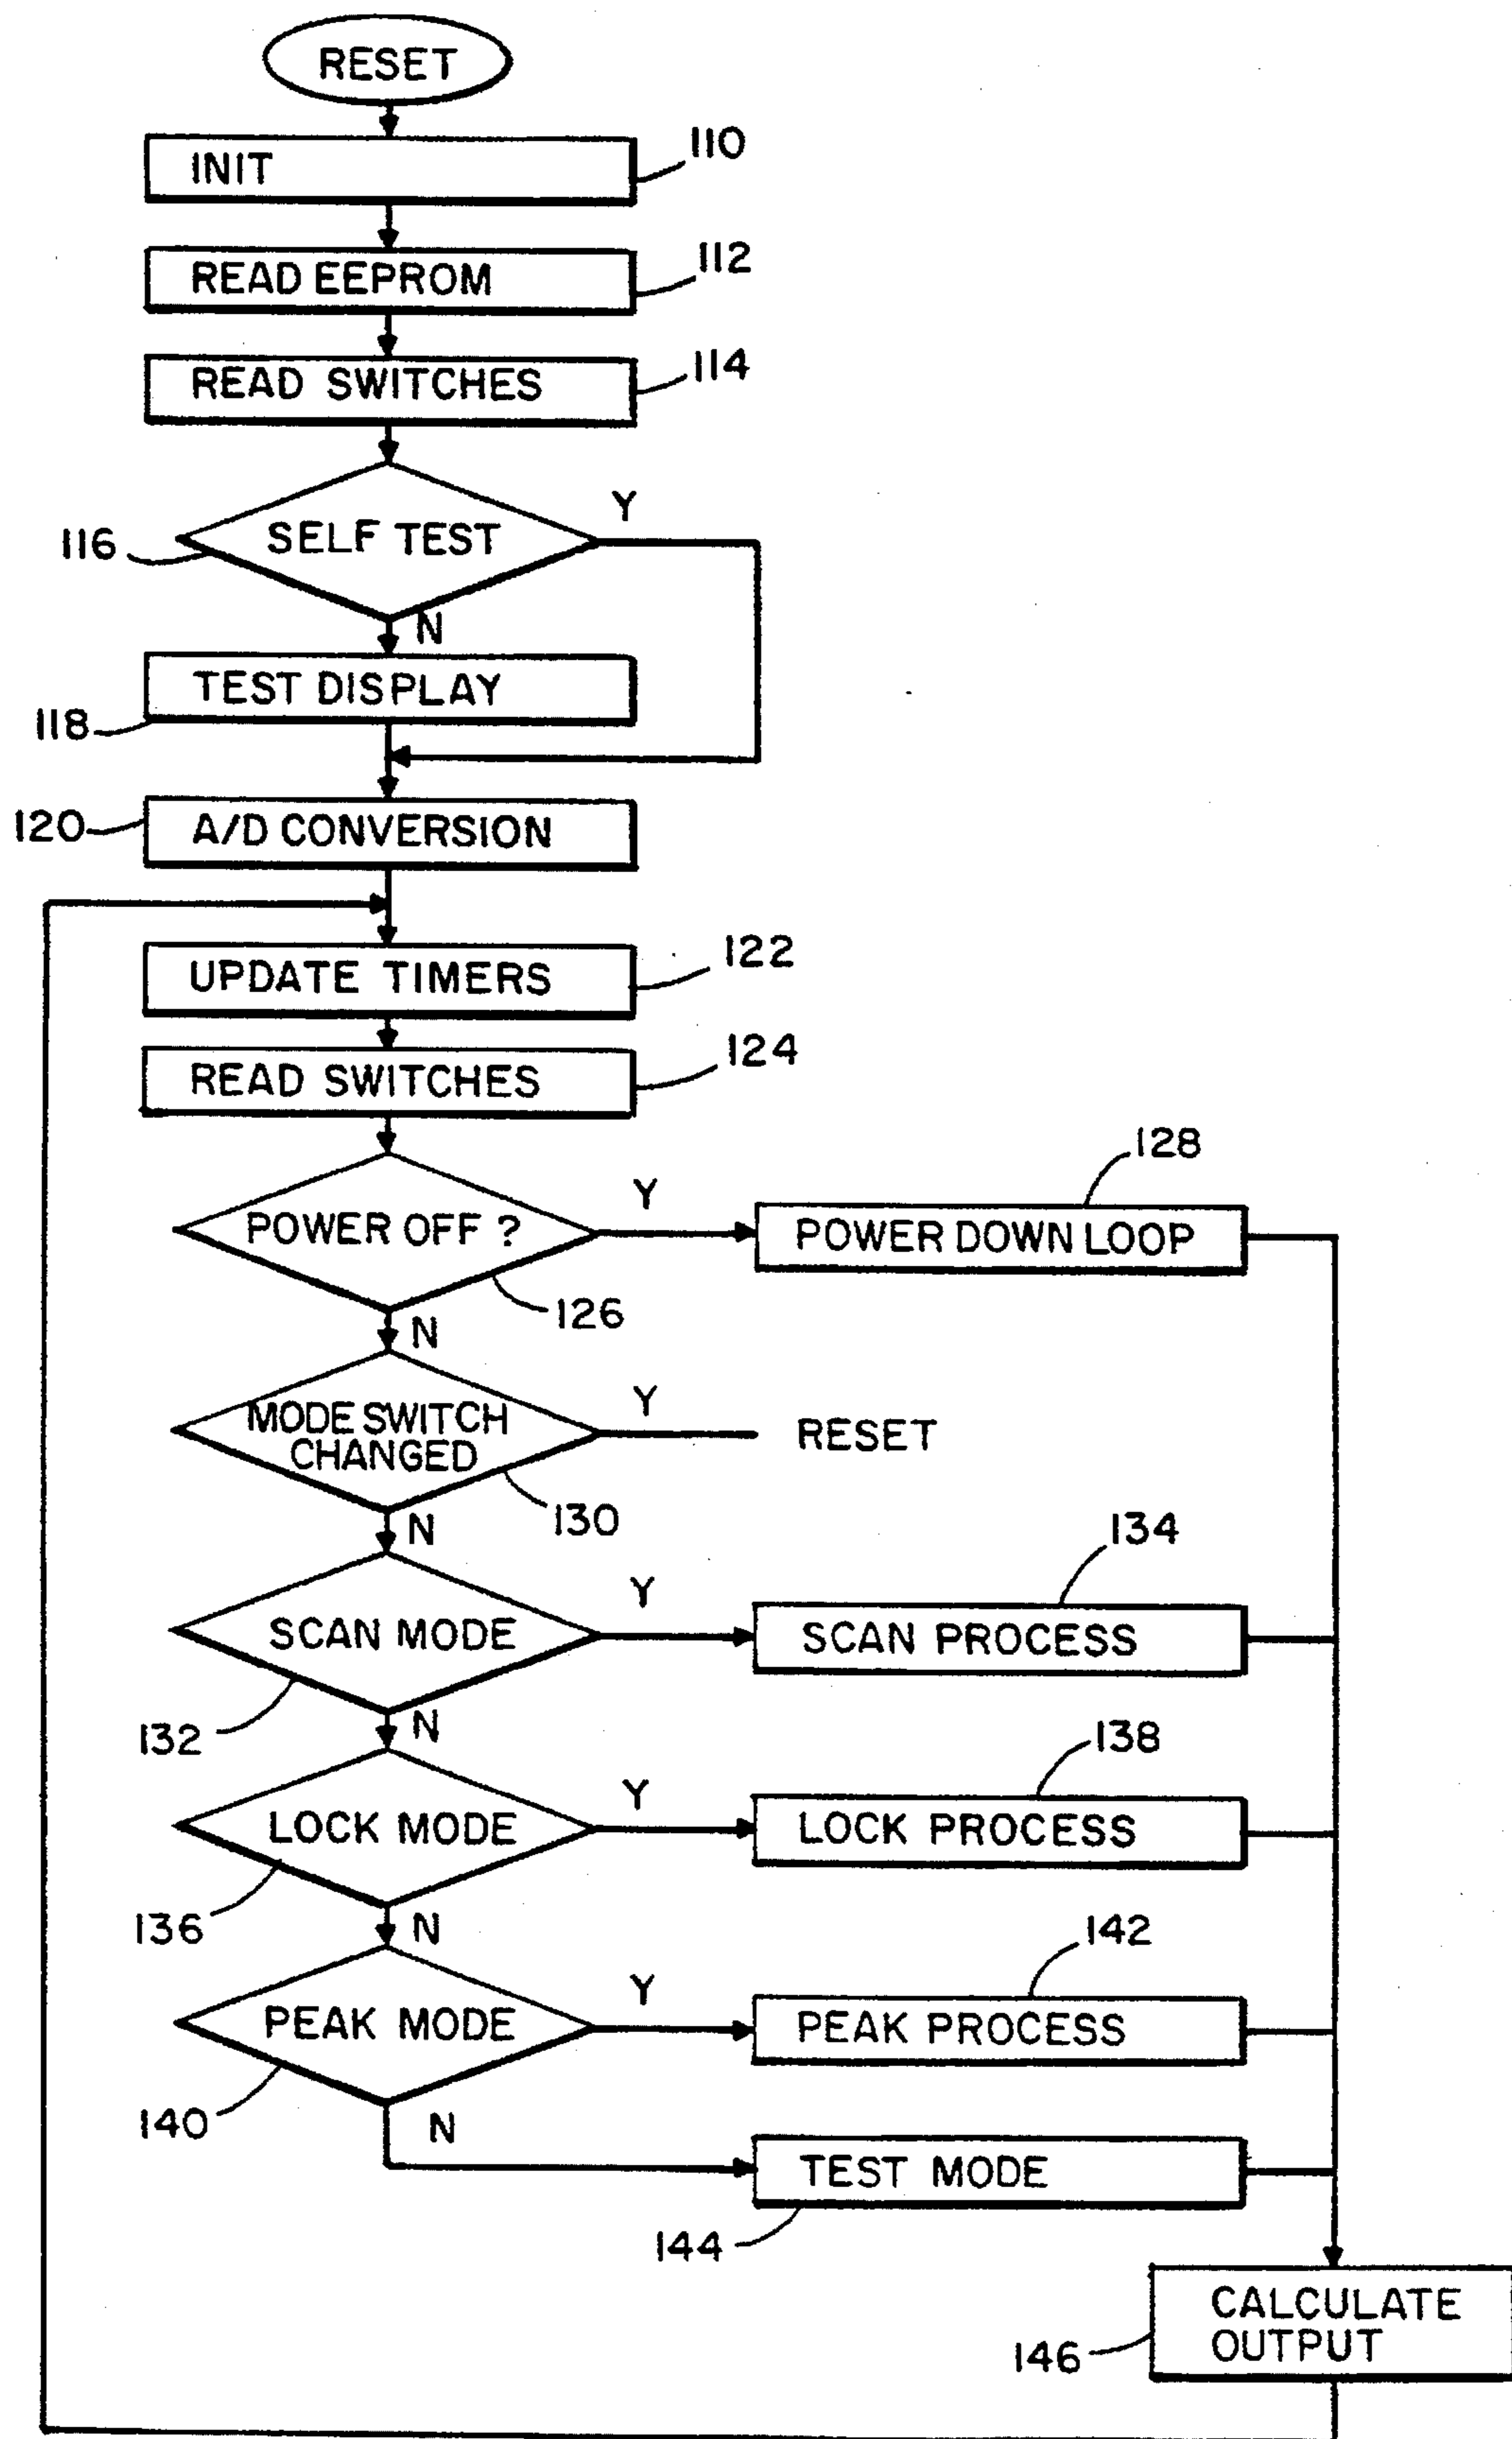 RESET
INIT
110
READ EEPROM
112
READ SWITCHES
114
SELF TEST
Y
116
N
TEST DISPLAY
118
A/D CONVERSION
120
UPDATE TIMERS
122
READ SWITCHES
124
POWER OFF ?
Y
126
POWER DOWN LOOP
128
N
MODE SWITCH
CHANGED
Y
RESET
130
N
SCAN MODE
Y
132
SCAN PROCESS
134
N
LOCK MODE
Y
136
LOCK PROCESS
138
N
PEAK MODE
Y
140
PEAK PROCESS
142
N
TEST MODE
144
CALCULATE
OUTPUT
146